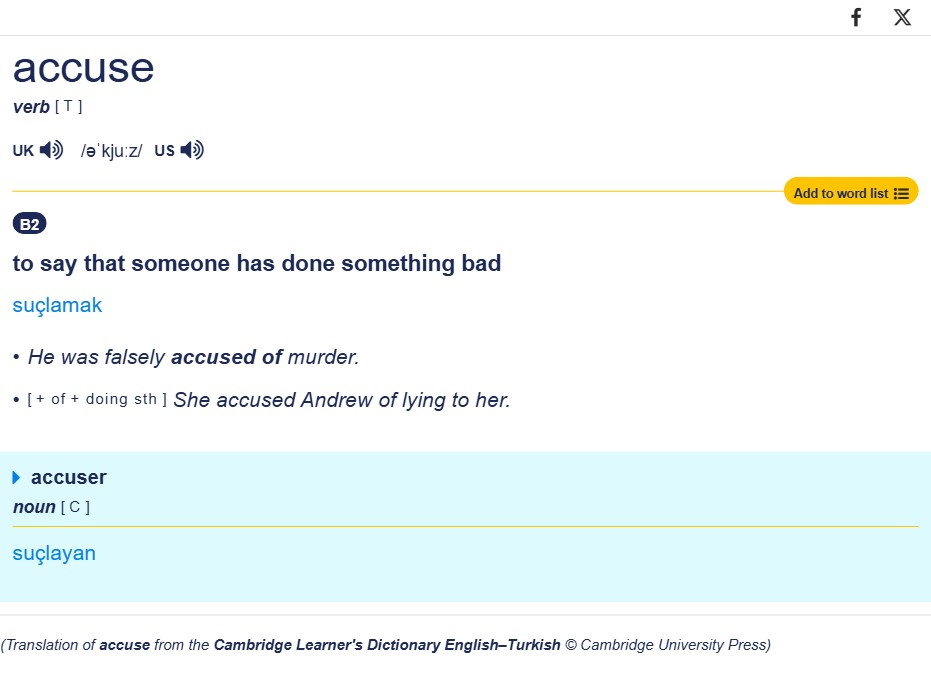 accuse
verb [ T ]
UK /əˈkjuːz/ US
Add to word list
B2
to say that someone has done something bad
suçlamak
• He was falsely accused of murder.
• [ + of + doing sth ] She accused Andrew of lying to her.
accuser
noun [ C ]
suçlayan
(Translation of accuse from the Cambridge Learner's Dictionary English–Turkish © Cambridge University Press)